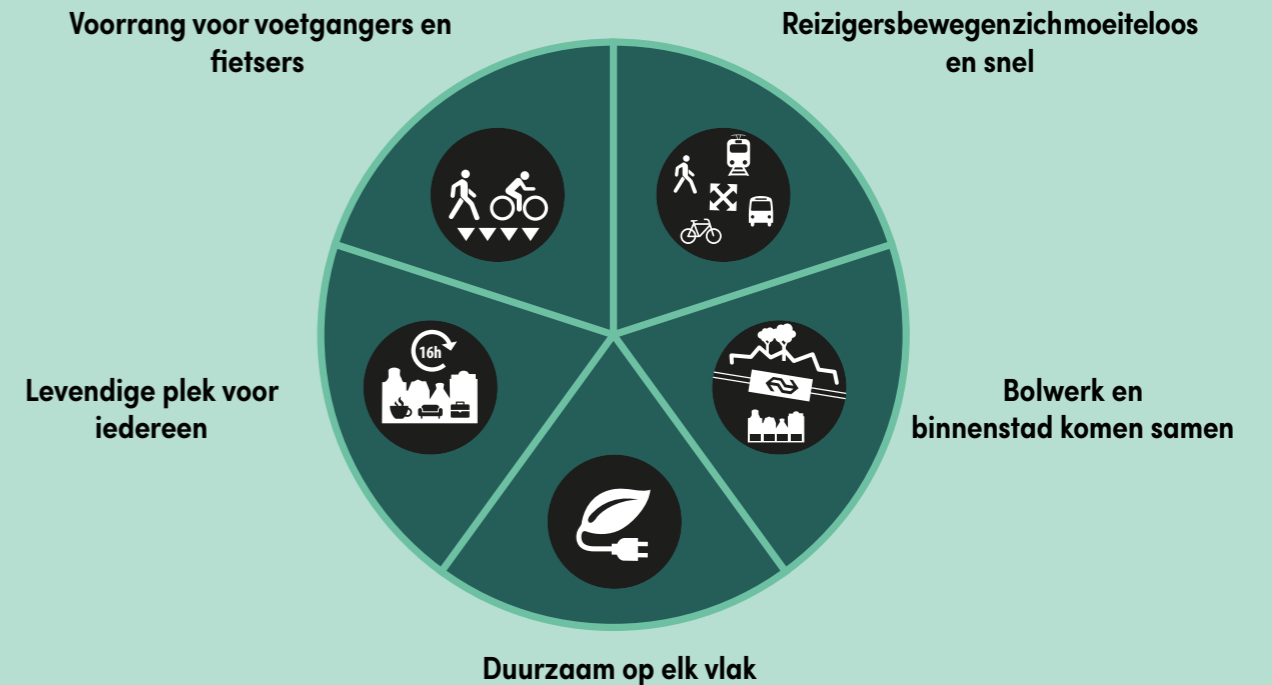 Voorrang voor voetgangers en
fietsers
Reizigersbewegenzichmoeiteloos
en snel
16h
Levendige plek voor
iedereen
Bolwerk en
binnenstad komen samen
Duurzaam op elk vlak